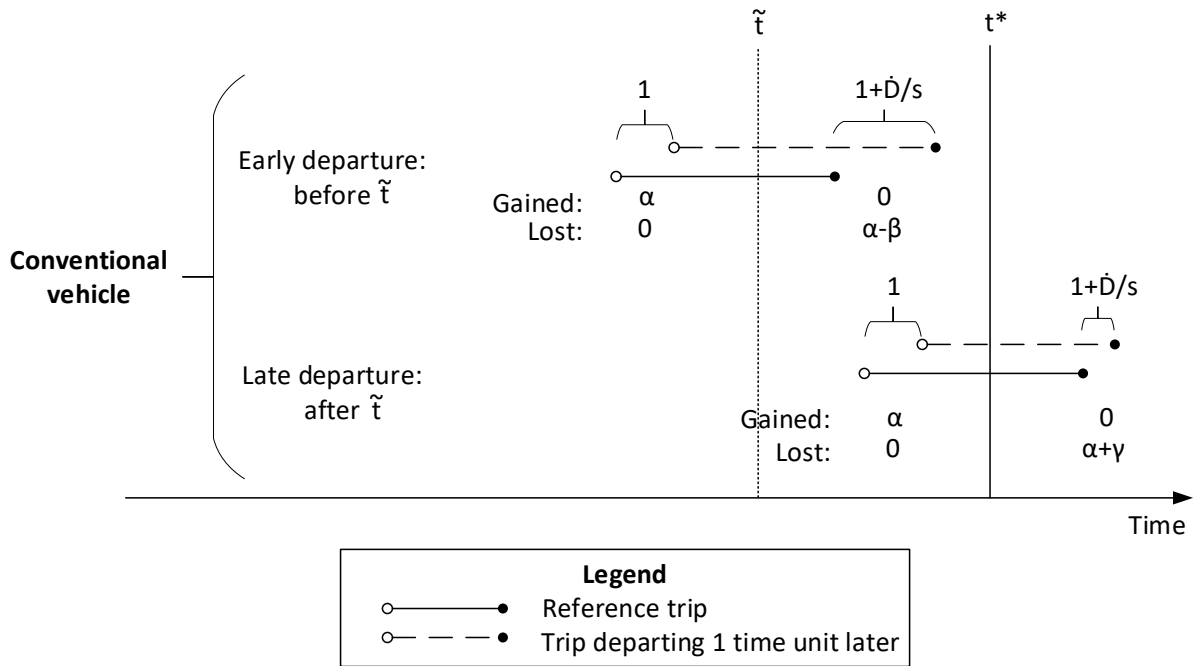 t̃
t*
1
1+Ḋ/s
Early departure:
before t̃
Gained:
α
0
Lost:
0
α-β
Conventional
vehicle
1
1+Ḋ/s
Late departure:
after t̃
Gained:
α
0
Lost:
0
α+γ
Time
Legend
Reference trip
Trip departing 1 time unit later